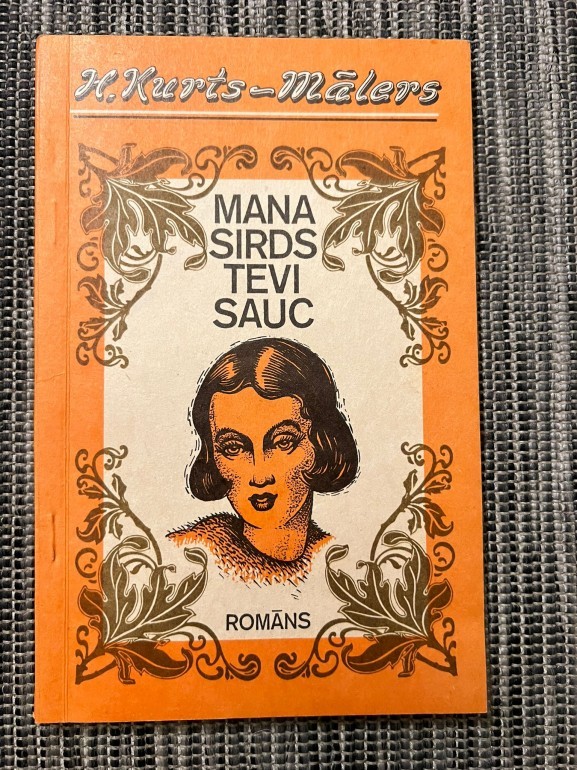 H. Kurts–Mālers
MANA
SIRDS
TEVI
SAUC
ROMĀNS